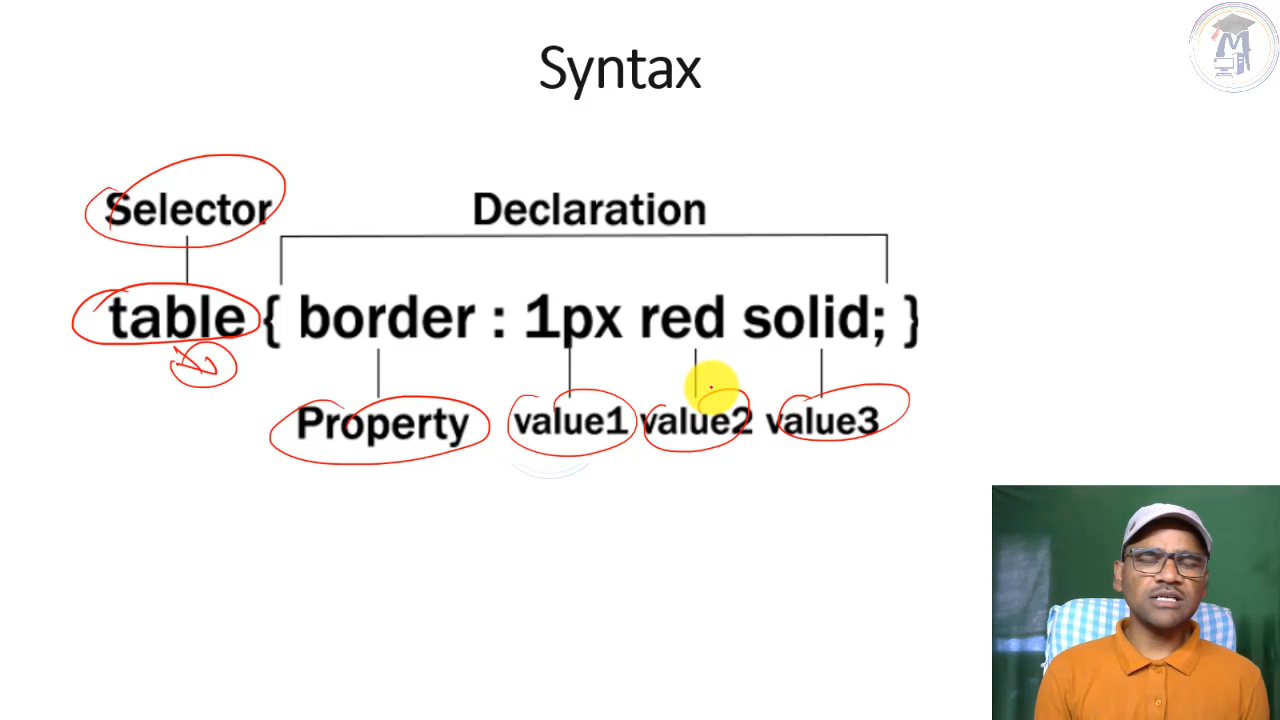 Syntax
Selector Declaration
table { border : 1px red solid; }
Property value1 value2 value3
M